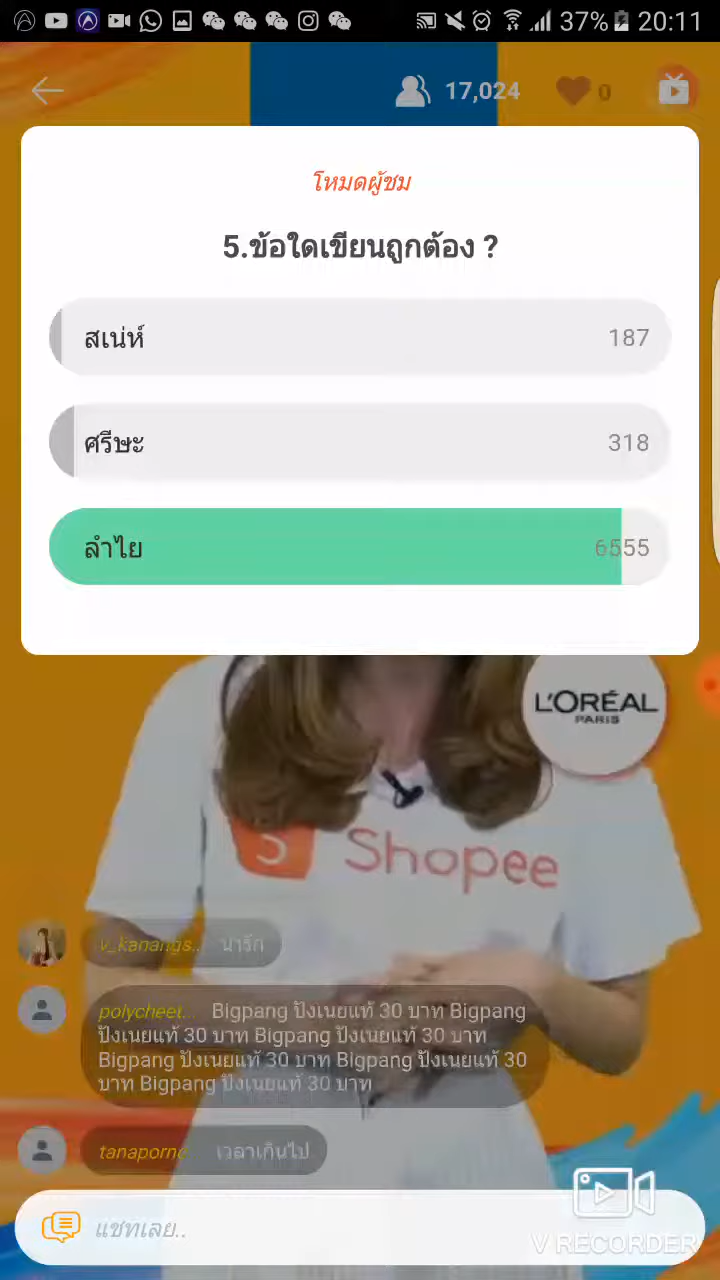 37% 20:11
17,024
0
โหมดผู้ชม
5.ข้อใดเขียนถูกต้อง ?
สเน่ห์ 187
ศรีษะ 318
ลำไย 6555
L'ORÉAL
PARIS
Shopee
v_kanangs.. น่ารัก
polycheet... Bigpang ปังเนยแท้ 30 บาท Bigpang
ปังเนยแท้ 30 บาท Bigpang ปังเนยแท้ 30 บาท
Bigpang ปังเนยแท้ 30 บาท Bigpang ปังเนยแท้ 30
บาท Bigpang ปังเนยแท้ 30 บาท
tanaporn เวลาเกินไป
แชทเลย..
V RECORDER